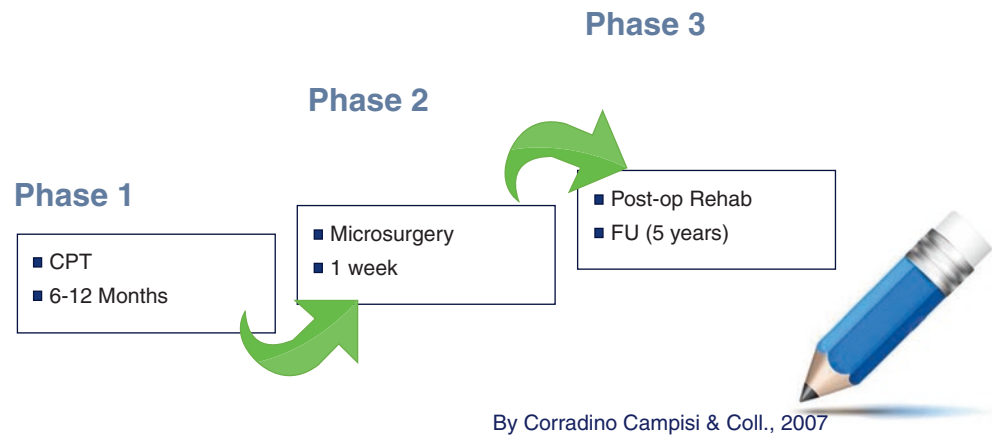 Phase 1
CPT
6-12 Months
Phase 2
Microsurgery
1 week
Phase 3
Post-op Rehab
FU (5 years)
By Corradino Campisi & Coll., 2007